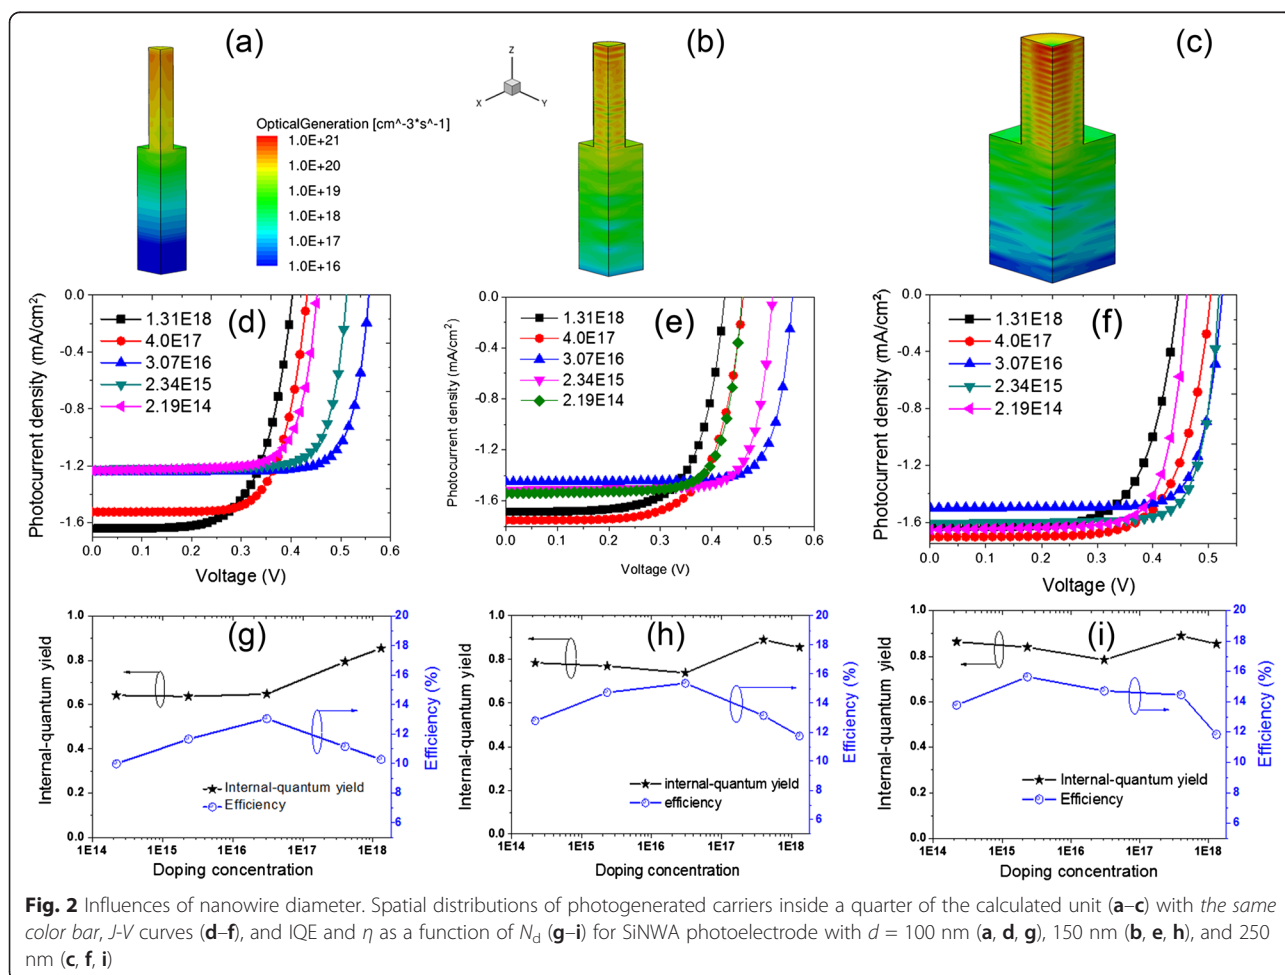 (a)
(b)
(c)
Z
X
Y
OpticalGeneration [cm^-3*s^-1]
1.0E+21
1.0E+20
1.0E+19
1.0E+18
1.0E+17
1.0E+16
(d)
0.0
-0.4
-0.8
-1.2
-1.6
Photocurrent density (mA/cm²)
1.31E18
4.0E17
3.07E16
2.34E15
2.19E14
0.0 0.1 0.2 0.3 0.4 0.5 0.6
Voltage (V)
(e)
0.0
-0.4
-0.8
-1.2
-1.6
Photocurrent density (mA/cm²)
1.31E18
4.0E17
3.07E16
2.34E15
2.19E14
0.0 0.1 0.2 0.3 0.4 0.5 0.6
Voltage (V)
(f)
0.0
-0.4
-0.8
-1.2
-1.6
Photocurrent density (mA/cm²)
1.31E18
4.0E17
3.07E16
2.34E15
2.19E14
0.0 0.1 0.2 0.3 0.4 0.5
Voltage (V)
(g)
1.0
0.8
0.6
0.4
0.2
0.0
Internal-quantum yield
20
18
16
14
12
10
8
6
Efficiency (%)
Internal-quantum yield
Efficiency
1E14 1E15 1E16 1E17 1E18
Doping concentration
(h)
1.0
0.8
0.6
0.4
0.2
0.0
Internal-quantum yield
20
18
16
14
12
10
8
6
Efficiency (%)
internal-quantum yield
efficiency
1E14 1E15 1E16 1E17 1E18
Doping concentration
(i)
1.0
0.8
0.6
0.4
0.2
0.0
Internal-quantum yield
20
18
16
14
12
10
8
6
Efficiency (%)
Internal-quantum yield
Efficiency
1E14 1E15 1E16 1E17 1E18
Doping concentration
Fig. 2 Influences of nanowire diameter. Spatial distributions of photogenerated carriers inside a quarter of the calculated unit (a–c) with the same
color bar, J-V curves (d–f), and IQE and η as a function of Nd (g–i) for SiNWA photoelectrode with d = 100 nm (a, d, g), 150 nm (b, e, h), and 250
nm (c, f, i)